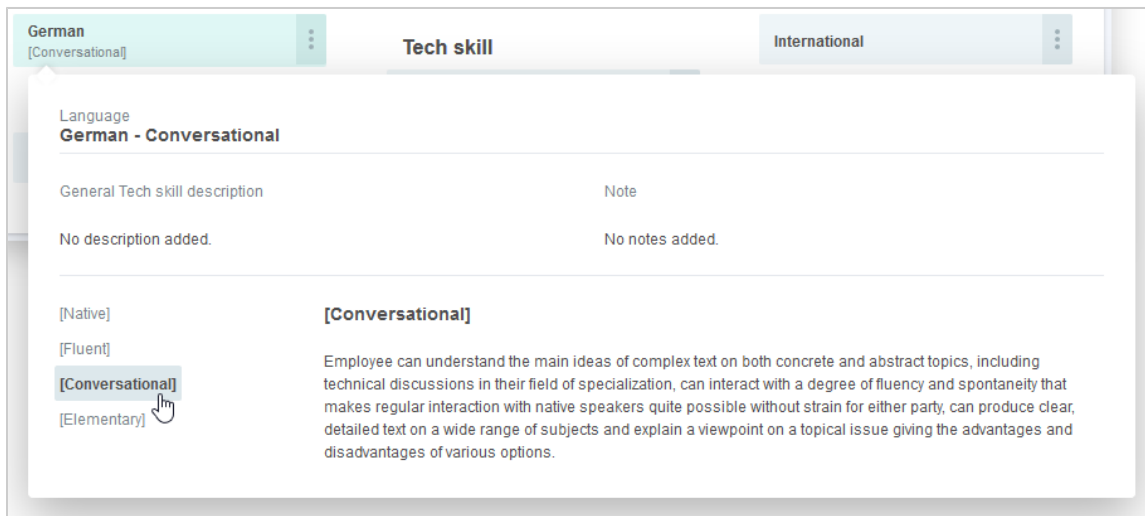 German
[Conversational]
Tech skill
International
Language
German - Conversational
General Tech skill description
Note
No description added.
No notes added.
[Native]
[Fluent]
[Conversational]
[Elementary]
[Conversational]
Employee can understand the main ideas of complex text on both concrete and abstract topics, including
technical discussions in their field of specialization, can interact with a degree of fluency and spontaneity that
makes regular interaction with native speakers quite possible without strain for either party, can produce clear,
detailed text on a wide range of subjects and explain a viewpoint on a topical issue giving the advantages and
disadvantages of various options.